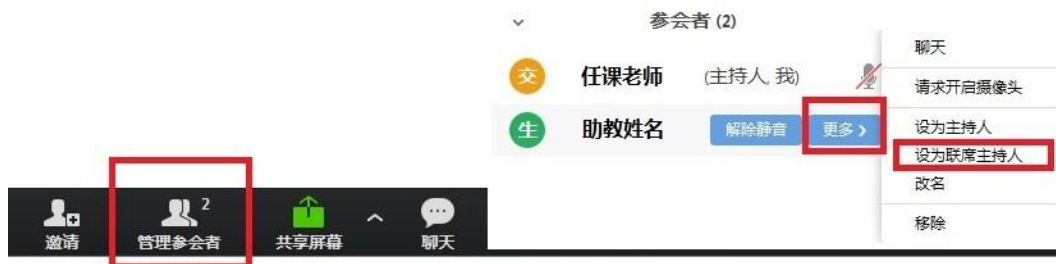 参会者 (2)
交 任课老师 (主持人, 我)
生 助教姓名 解除静音 更多 ›
聊天
请求开启摄像头
设为主持人
设为联席主持人
改名
移除
2
邀请 管理参会者 共享屏幕 聊天